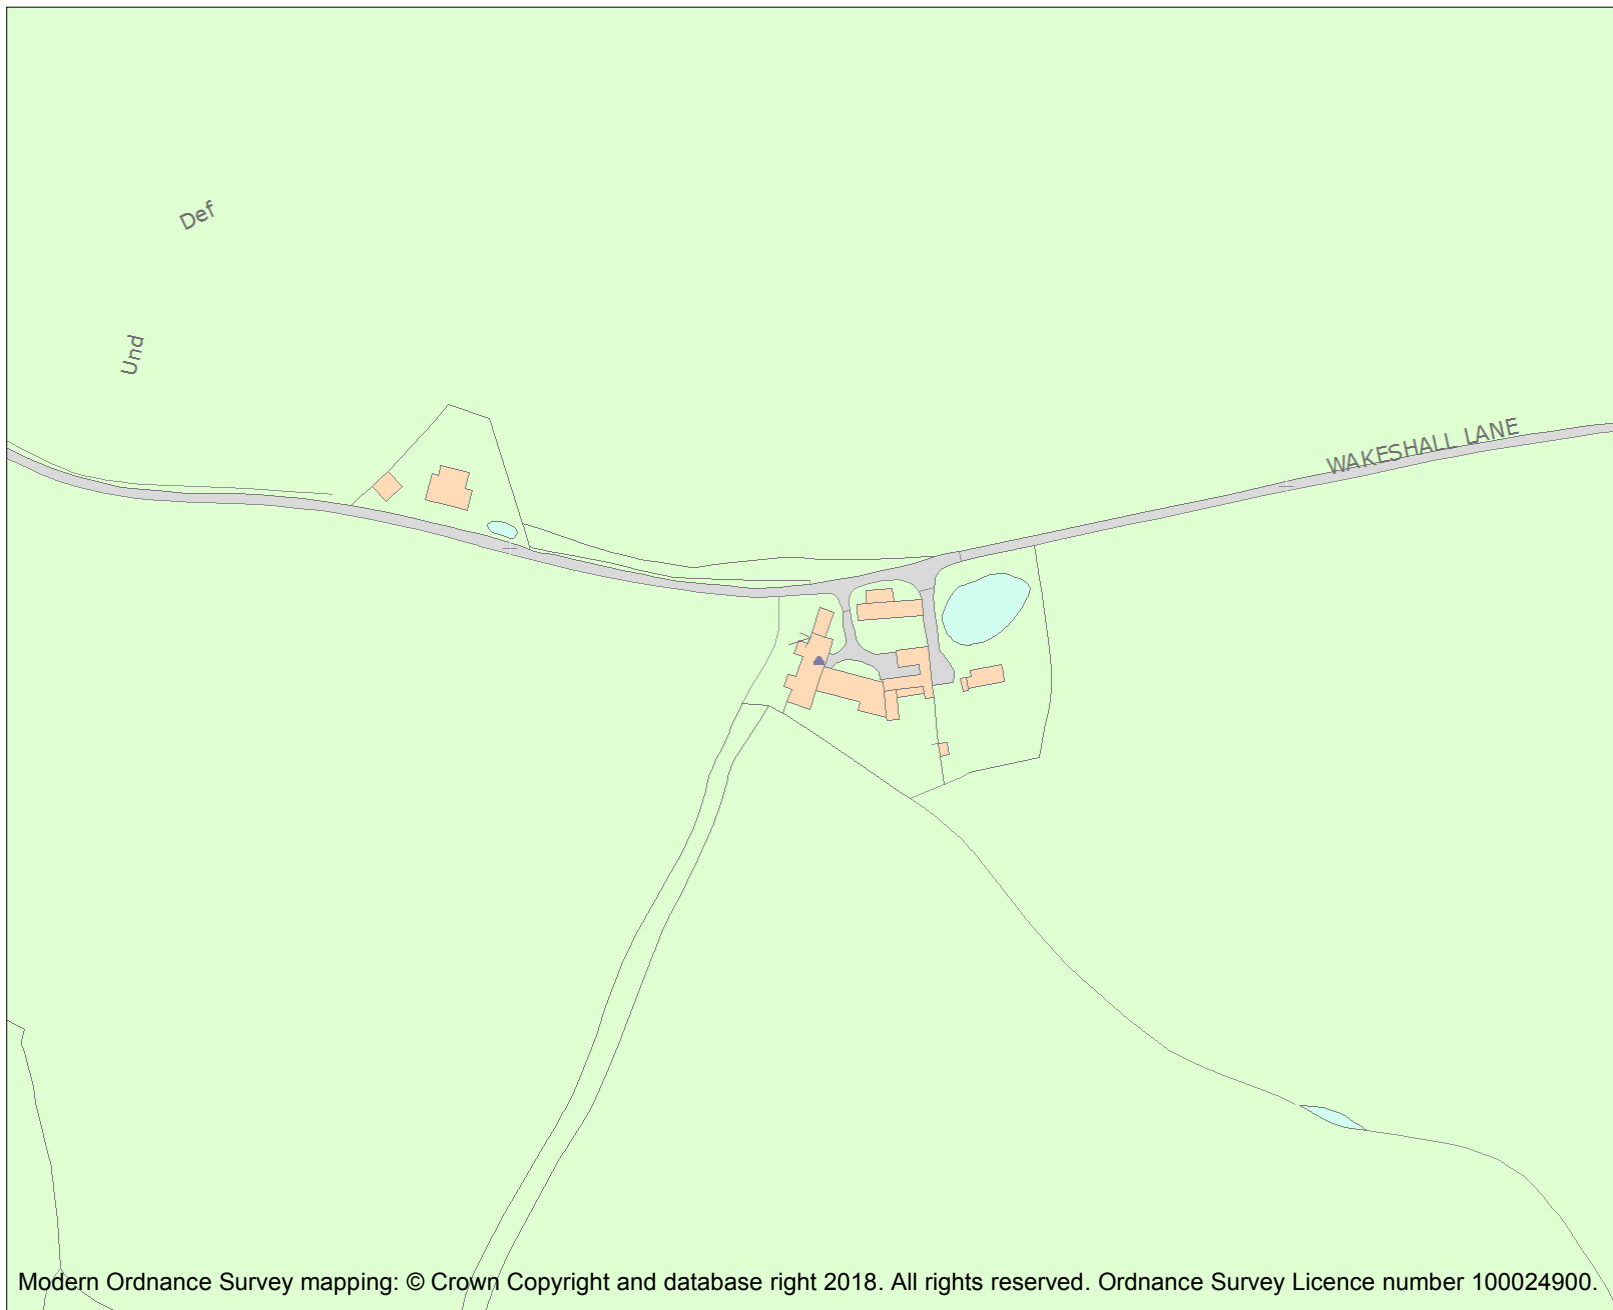 Def
Und
WAKESHALL LANE
Modern Ordnance Survey mapping: © Crown Copyright and database right 2018. All rights reserved. Ordnance Survey Licence number 100024900.